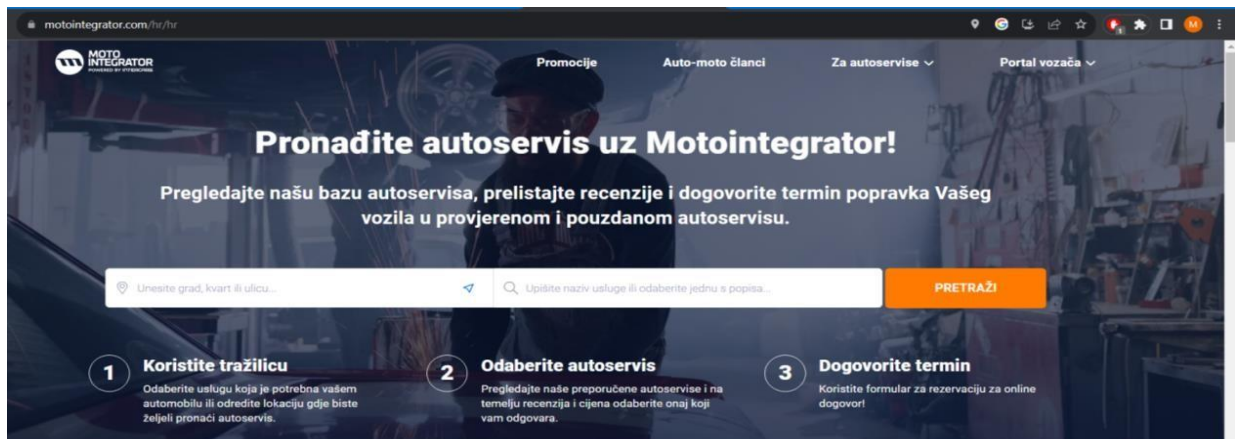 motointegrator.com/hr/hr
MOTO
INTEGRATOR
POWERED BY INTERCARS
Promocije
Auto-moto članci
Za autoservise
Portal vozača
Pronađite autoservis uz Motointegrator!
Pregledajte našu bazu autoservisa, prelistajte recenzije i dogovorite termin popravka Vašeg
vozila u provjerenom i pouzdanom autoservisu.
Unesite grad, kvart ili ulicu...
Upišite naziv usluge ili odaberite jednu s popisa...
PRETRAŽI
1
Koristite tražilicu
Odaberite uslugu koja je potrebna vašem
automobilu ili odredite lokaciju gdje biste
željeli pronaći autoservis.
2
Odaberite autoservis
Pregledajte naše preporučene autoservise i na
temelju recenzija i cijena odaberite onaj koji
vam odgovara.
3
Dogovorite termin
Koristite formular za rezervaciju za online
dogovor!